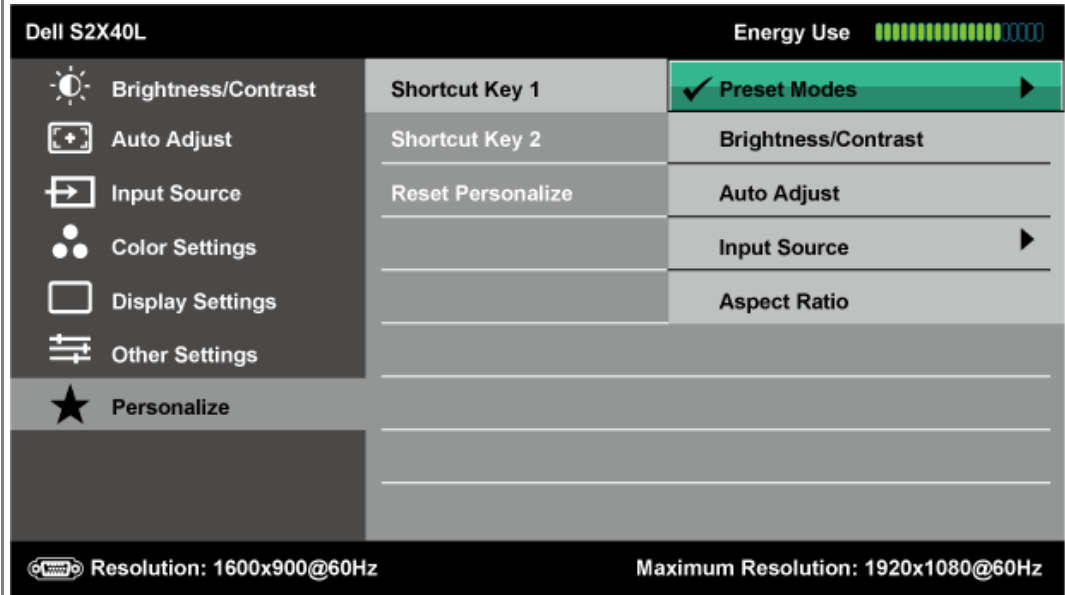 Dell S2X40L Energy Use
Brightness/Contrast Shortcut Key 1 Preset Modes
Auto Adjust Shortcut Key 2 Brightness/Contrast
Input Source Reset Personalize Auto Adjust
Color Settings Input Source
Display Settings Aspect Ratio
Other Settings
Personalize
Resolution: 1600x900@60Hz Maximum Resolution: 1920x1080@60Hz